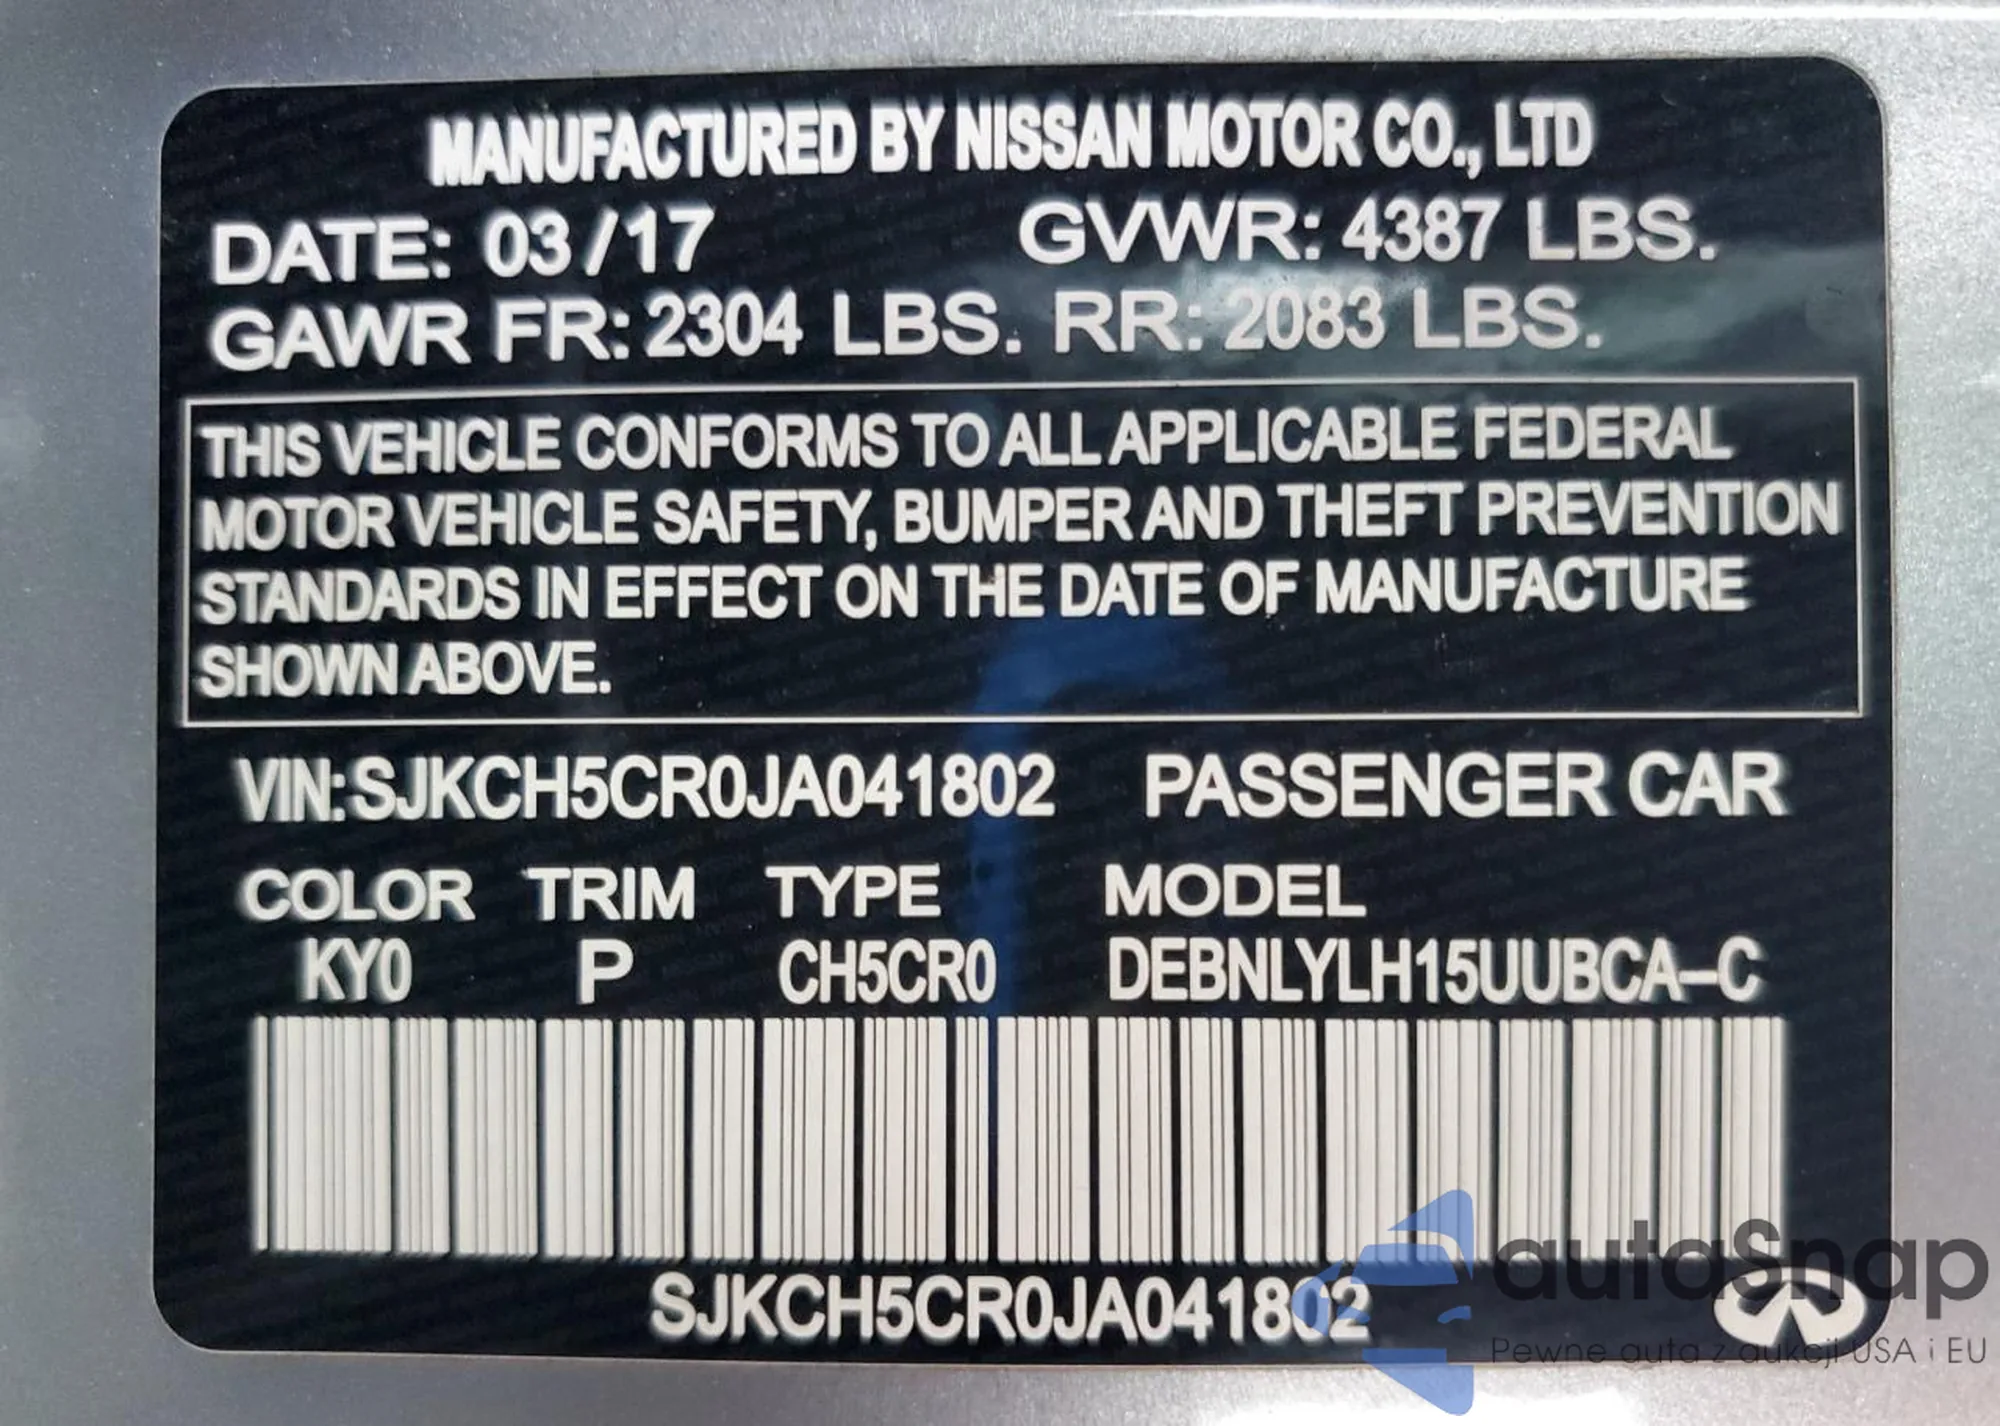 MANUFACTURED BY NISSAN MOTOR CO., LTD
DATE: 03/17 GVWR: 4387 LBS.
GAWR FR: 2304 LBS. RR: 2083 LBS.
THIS VEHICLE CONFORMS TO ALL APPLICABLE FEDERAL
MOTOR VEHICLE SAFETY, BUMPER AND THEFT PREVENTION
STANDARDS IN EFFECT ON THE DATE OF MANUFACTURE
SHOWN ABOVE.
VIN:SJKCH5CR0JA041802 PASSENGER CAR
COLOR TRIM TYPE MODEL
KY0 P CH5CR0 DEBNLYLH15UUBCA-C
SJKCH5CR0JA041802
autaSnap
Pewne auta z aukcji USA i EU